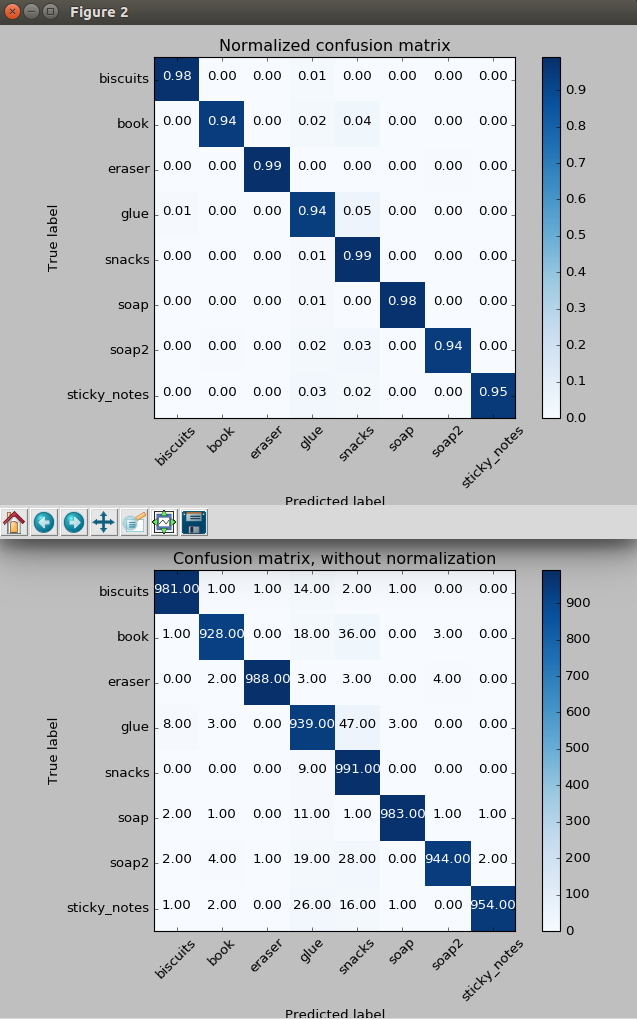 Figure 2
Normalized confusion matrix
biscuits 0.98 0.00 0.00 0.01 0.00 0.00 0.00 0.00
book 0.00 0.94 0.00 0.02 0.04 0.00 0.00 0.00
eraser 0.00 0.00 0.99 0.00 0.00 0.00 0.00 0.00
glue 0.01 0.00 0.00 0.94 0.05 0.00 0.00 0.00
snacks 0.00 0.00 0.00 0.01 0.99 0.00 0.00 0.00
soap 0.00 0.00 0.00 0.01 0.00 0.98 0.00 0.00
soap2 0.00 0.00 0.00 0.02 0.03 0.00 0.94 0.00
sticky_notes 0.00 0.00 0.00 0.03 0.02 0.00 0.00 0.95
True label
biscuits book eraser glue snacks soap soap2 sticky_notes
Predicted label
0.9
0.8
0.7
0.6
0.5
0.4
0.3
0.2
0.1
0.0
Confusion matrix, without normalization
biscuits 981.00 1.00 1.00 14.00 2.00 1.00 0.00 0.00
book 1.00 928.00 0.00 18.00 36.00 0.00 3.00 0.00
eraser 0.00 2.00 988.00 3.00 3.00 0.00 4.00 0.00
glue 8.00 3.00 0.00 939.00 47.00 3.00 0.00 0.00
snacks 0.00 0.00 0.00 9.00 991.00 0.00 0.00 0.00
soap 2.00 1.00 0.00 11.00 1.00 983.00 1.00 1.00
soap2 2.00 4.00 1.00 19.00 28.00 0.00 944.00 2.00
sticky_notes 1.00 2.00 0.00 26.00 16.00 1.00 0.00 954.00
True label
biscuits book eraser glue snacks soap soap2 sticky_notes
Predicted label
900
800
700
600
500
400
300
200
100
0